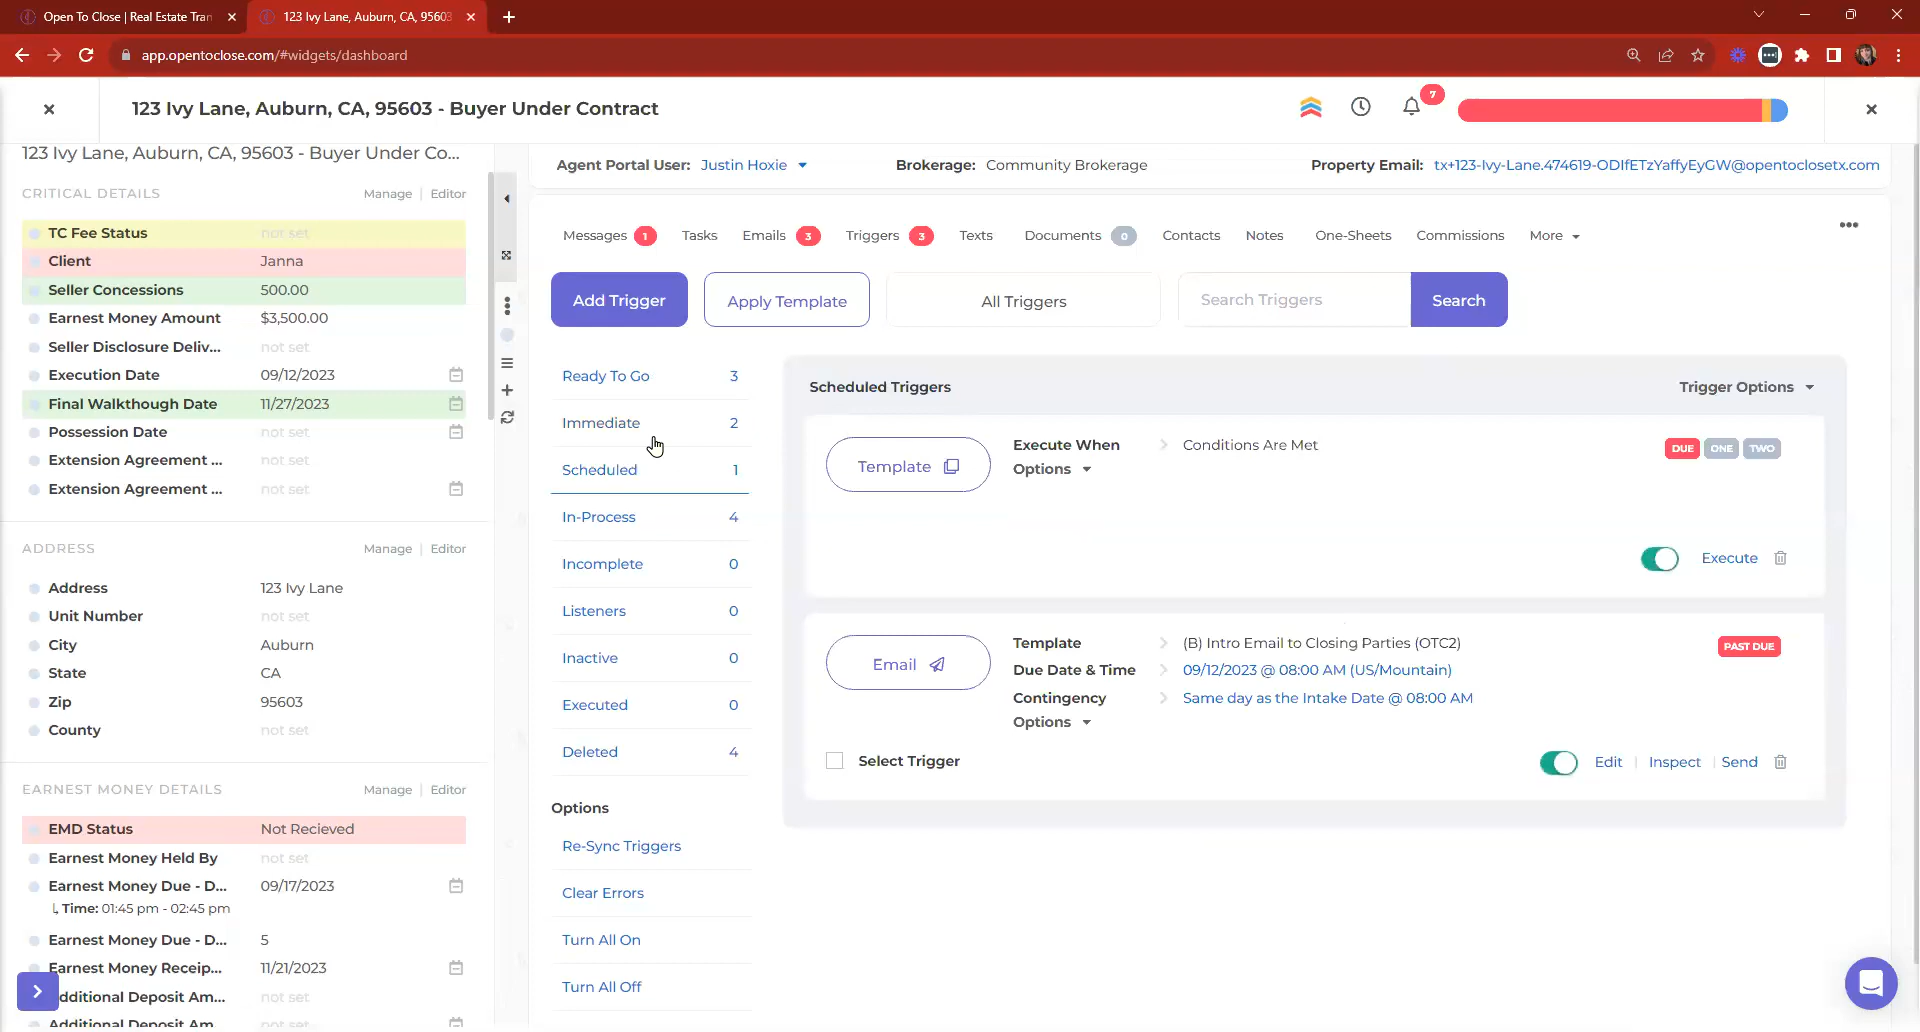 Open To Close | Real Estate Tran
123 Ivy Lane, Auburn, CA, 95603
app.opentoclose.com/#widgets/dashboard
123 Ivy Lane, Auburn, CA, 95603 - Buyer Under Contract
7
123 Ivy Lane, Auburn, CA, 95603 - Buyer Under Co...
Agent Portal User: Justin Hoxie
Brokerage: Community Brokerage
Property Email: tx+123-Ivy-Lane.474619-ODIfETzYaffyEyGW@opentoclosetx.com
CRITICAL DETAILS Manage | Editor
TC Fee Status not set
Client Janna
Seller Concessions 500.00
Earnest Money Amount $3,500.00
Seller Disclosure Deliv... not set
Execution Date 09/12/2023
Final Walkthough Date 11/27/2023
Possession Date not set
Extension Agreement ... not set
Extension Agreement ... not set
ADDRESS Manage | Editor
Address 123 Ivy Lane
Unit Number not set
City Auburn
State CA
Zip 95603
County not set
EARNEST MONEY DETAILS Manage | Editor
EMD Status Not Recieved
Earnest Money Held By not set
Earnest Money Due - D... 09/17/2023
Time: 01:45 pm - 02:45 pm
Earnest Money Due - D... 5
Earnest Money Receip... 11/21/2023
dditional Deposit Am... not set
Additional Deposit Am... not set
Messages 1 Tasks Emails 3 Triggers 3 Texts Documents 0 Contacts Notes One-Sheets Commissions More
Add Trigger Apply Template All Triggers Search Triggers Search
Ready To Go 3
Immediate 2
Scheduled 1
In-Process 4
Incomplete 0
Listeners 0
Inactive 0
Executed 0
Deleted 4
Options
Re-Sync Triggers
Clear Errors
Turn All On
Turn All Off
Scheduled Triggers Trigger Options
Template
Execute When Conditions Are Met
Options
DUE ONE TWO
Execute
Email
Template (B) Intro Email to Closing Parties (OTC2)
PAST DUE
Due Date & Time 09/12/2023 @ 08:00 AM (US/Mountain)
Contingency Same day as the Intake Date @ 08:00 AM
Options
Select Trigger
Edit | Inspect | Send